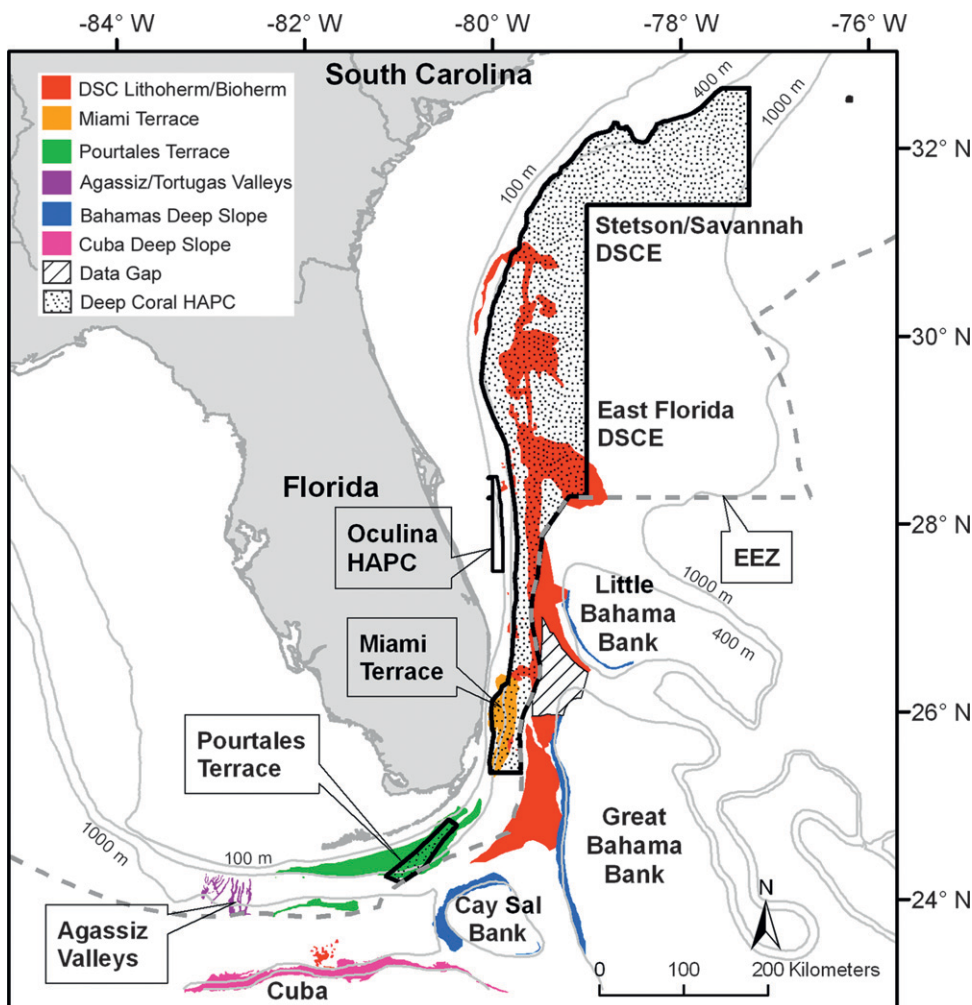 -84° W
-82°
-80°
-78°
-76° W
South Carolina
DSC Lithoherm/Bioherm
Miami Terrace
Pourtales Terrace
Agassiz/Tortugas Valleys
Bahamas Deep Slope
Cuba Deep Slope
Data Gap
Deep Coral HAPC
400 m
1000 m
100 m
32° N
Stetson/Savannah
DSCE
30° N
East Florida
DSCE
Florida
28° N
Oculina
HAPC
EEZ
1000 m
400 m
Little
Bahama
Bank
Miami
Terrace
26° N
Pourtales
Terrace
Great
Bahama
Bank
1000 m
100 m
24° N
Agassiz
Valleys
Cay Sal
Bank
N
0 100 200 Kilometers
Cuba